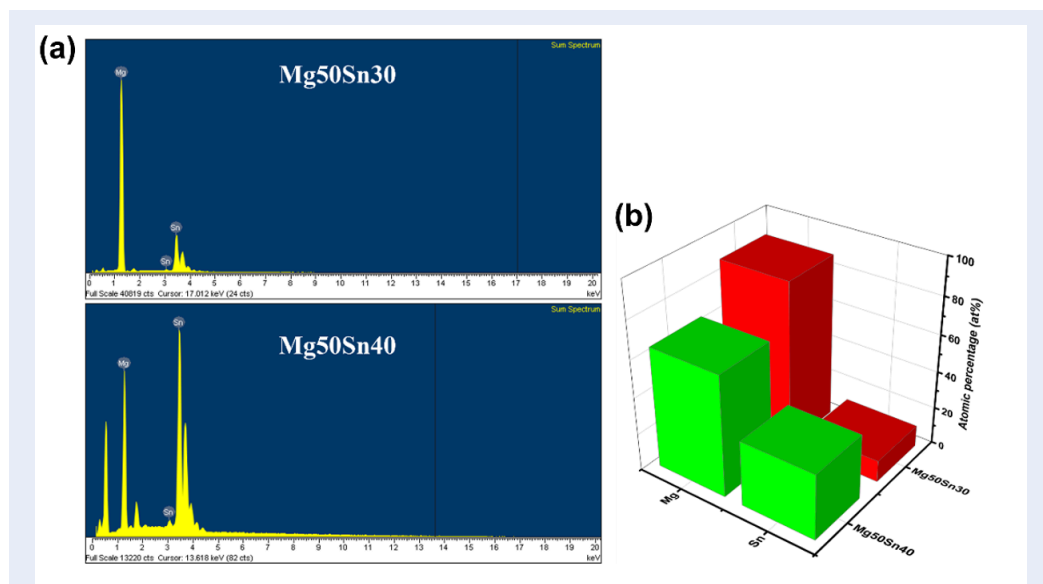 (a)
Sum Spectrum
Mg
Mg50Sn30
Sn
Sn
0 1 2 3 4 5 6 7 8 9 10 11 12 13 14 15 16 17 18 19 20
Full Scale 40819 cts Cursor: 17.012 keV (24 cts) keV
Sum Spectrum
Sn
Mg50Sn40
Mg
Sn
0 1 2 3 4 5 6 7 8 9 10 11 12 13 14 15 16 17 18 19 20
Full Scale 13220 cts Cursor: 13.618 keV (82 cts) keV
(b)
100
80
60
40
20
0
Atomic percentage (at%)
Mg
Sn
Mg50Sn30
Mg50Sn40